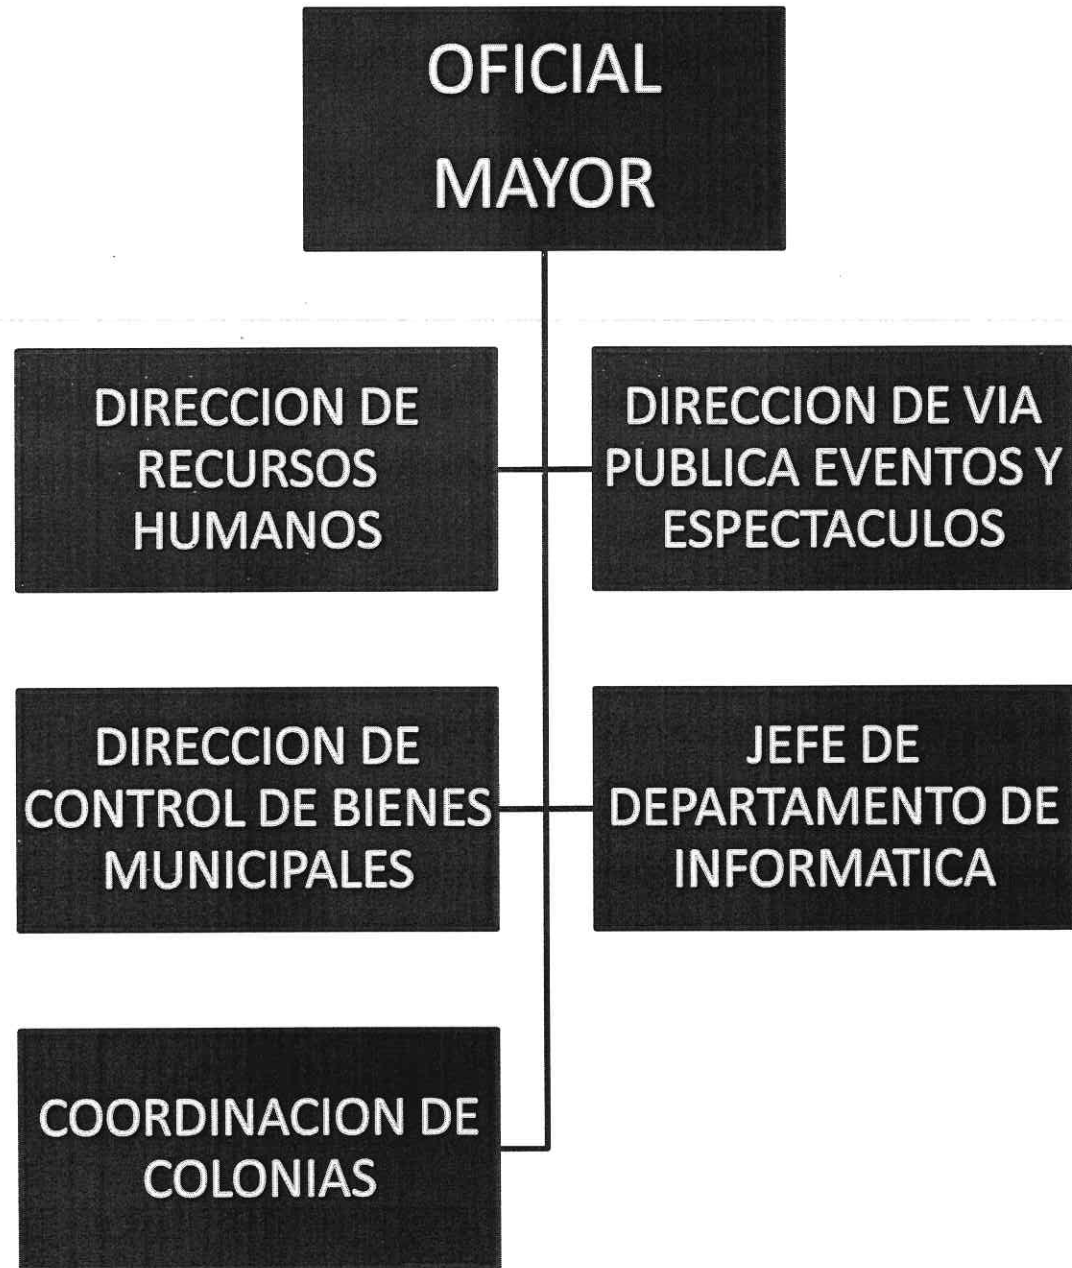 OFICIAL
MAYOR
DIRECCION DE
RECURSOS
HUMANOS
DIRECCION DE VIA
PUBLICA EVENTOS Y
ESPECTACULOS
DIRECCION DE
CONTROL DE BIENES
MUNICIPALES
JEFE DE
DEPARTAMENTO DE
INFORMATICA
COORDINACION DE
COLONIAS